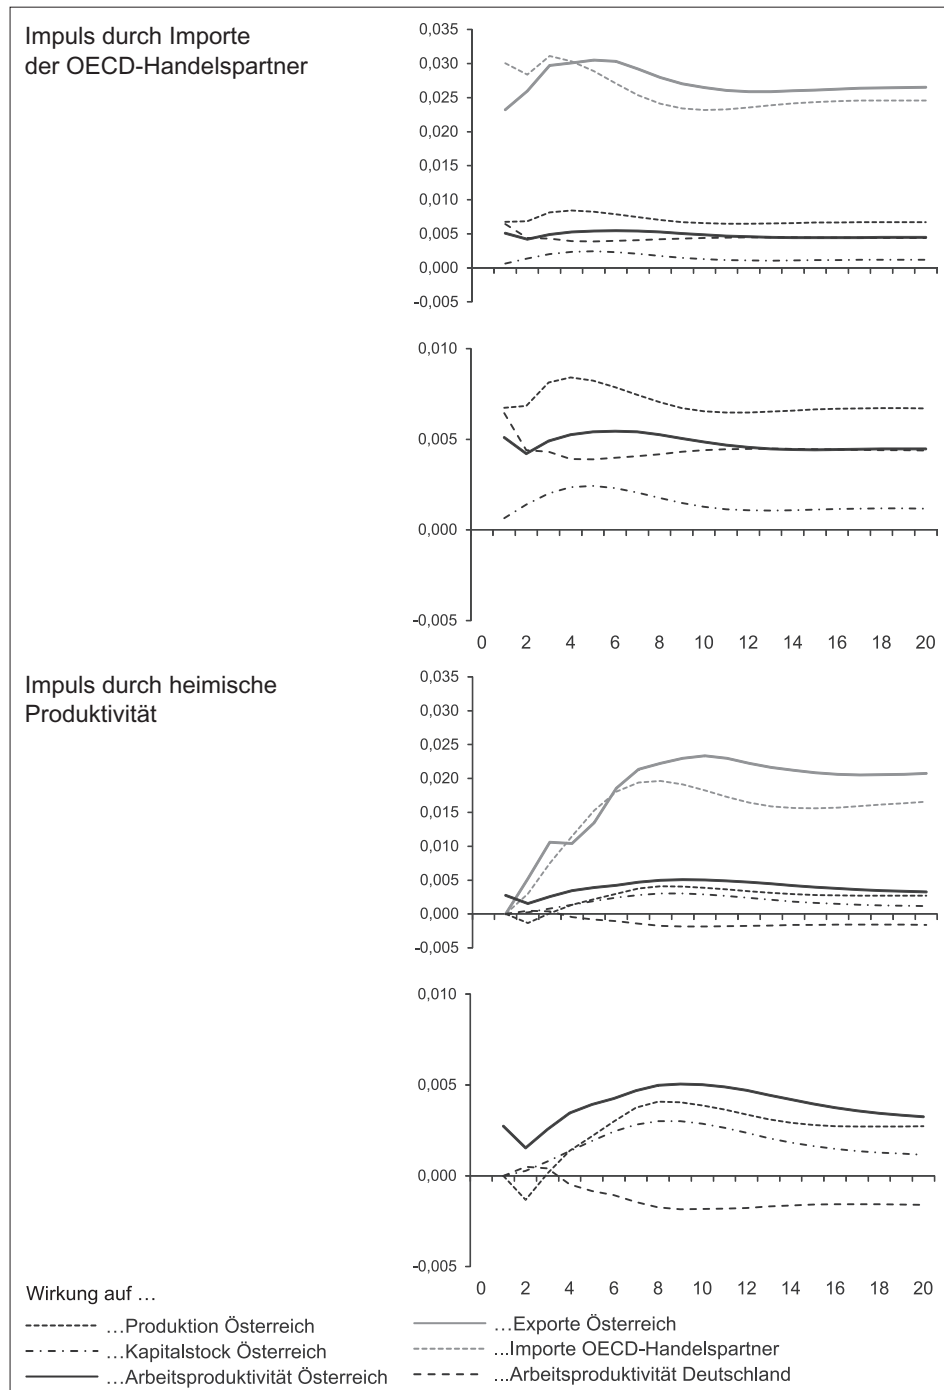 Impuls durch Importe
der OECD-Handelspartner
0,035
0,030
0,025
0,020
0,015
0,010
0,005
0,000
-0,005
0,010
0,005
0,000
-0,005
0 2 4 6 8 10 12 14 16 18 20
Impuls durch heimische
Produktivität
0,035
0,030
0,025
0,020
0,015
0,010
0,005
0,000
-0,005
0,010
0,005
0,000
-0,005
0 2 4 6 8 10 12 14 16 18 20
Wirkung auf …
…Produktion Österreich
…Kapitalstock Österreich
…Arbeitsproduktivität Österreich
…Exporte Österreich
...Importe OECD-Handelspartner
...Arbeitsproduktivität Deutschland